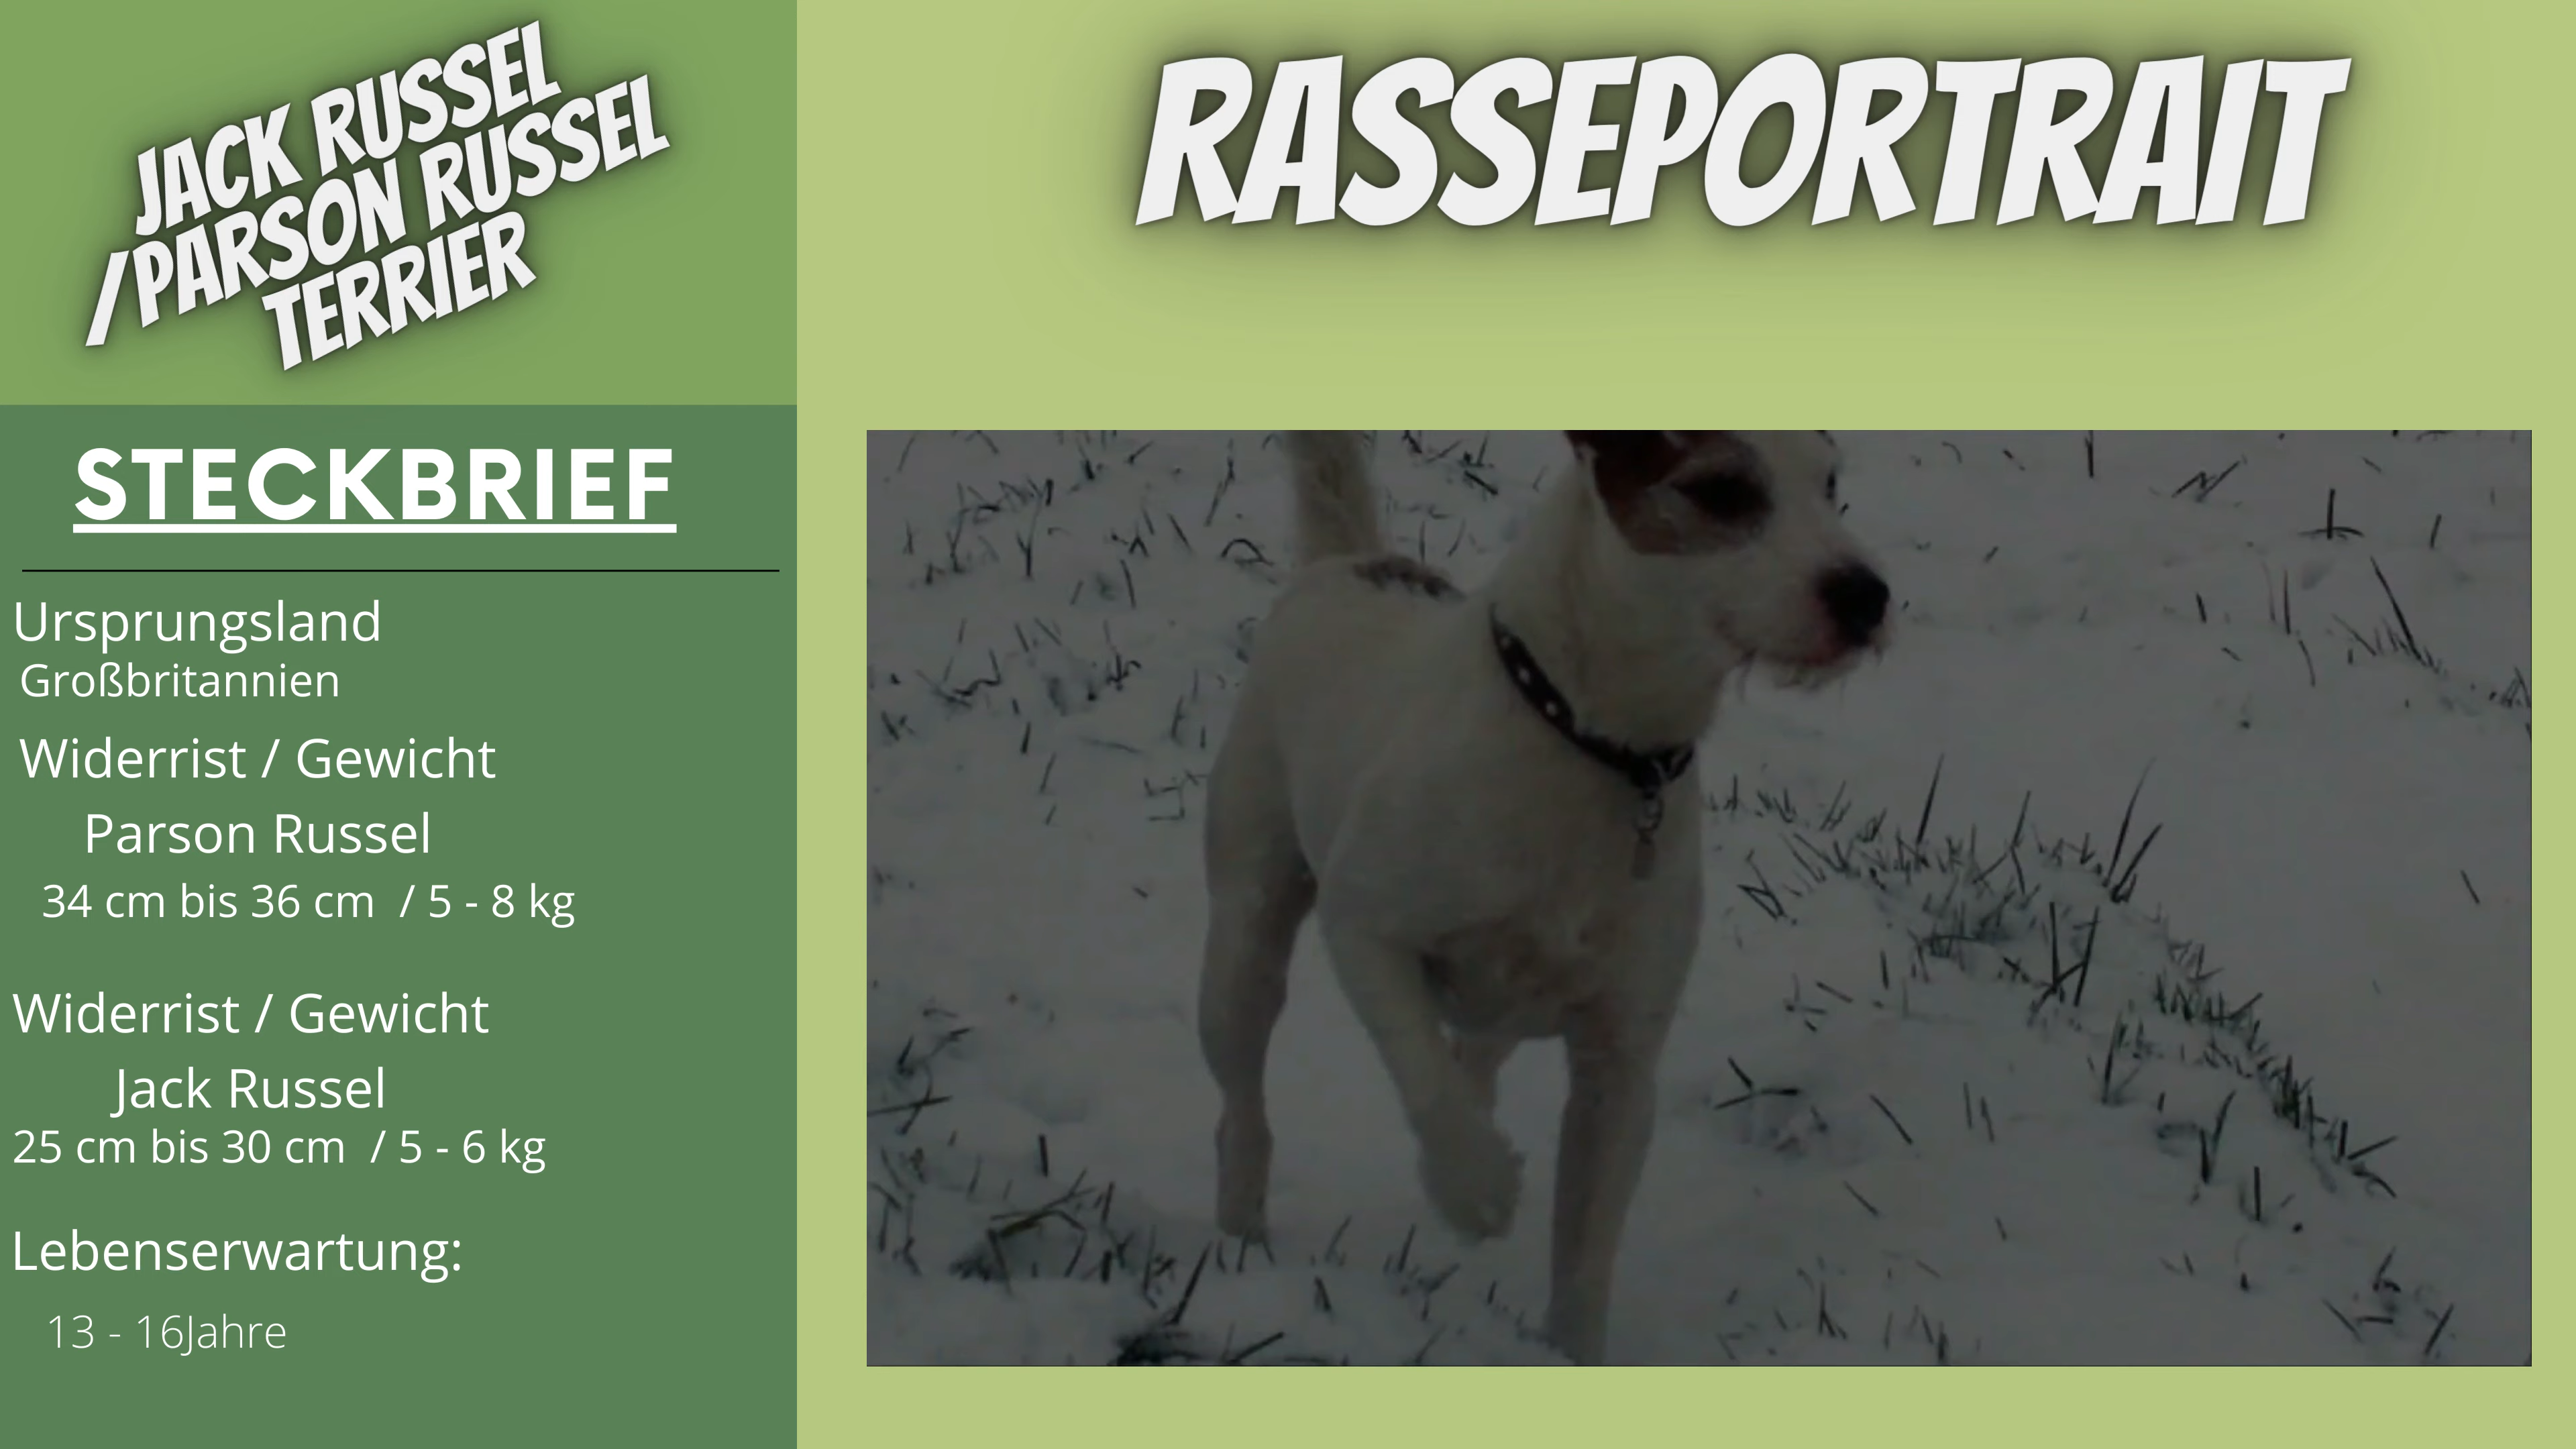 JACK RUSSEL
/PARSON RUSSEL
TERRIER
RASSEPORTRAIT
STECKBRIEF
Ursprungsland
Großbritannien
Widerrist / Gewicht
Parson Russel
34 cm bis 36 cm / 5 - 8 kg
Widerrist / Gewicht
Jack Russel
25 cm bis 30 cm / 5 - 6 kg
Lebenserwartung:
13 - 16Jahre